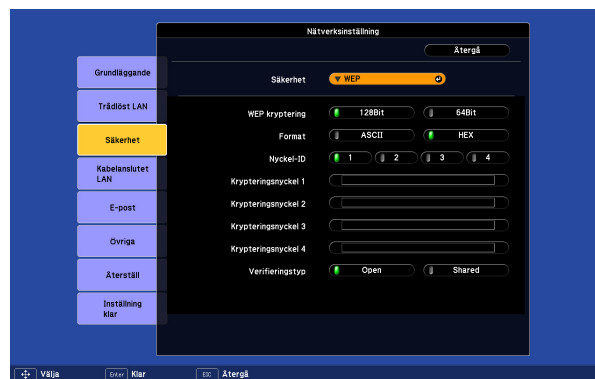 Nätverksinställning
Återgå
Grundläggande
Trådlöst LAN
Säkerhet
Kabelanslutet
LAN
E-post
Övriga
Återställ
Inställning
klar
Säkerhet WEP
WEP kryptering 128Bit 64Bit
Format ASCII HEX
Nyckel-ID 1 2 3 4
Krypteringsnyckel 1
Krypteringsnyckel 2
Krypteringsnyckel 3
Krypteringsnyckel 4
Verifieringstyp Open Shared
Välja Enter Klar ESC Återgå